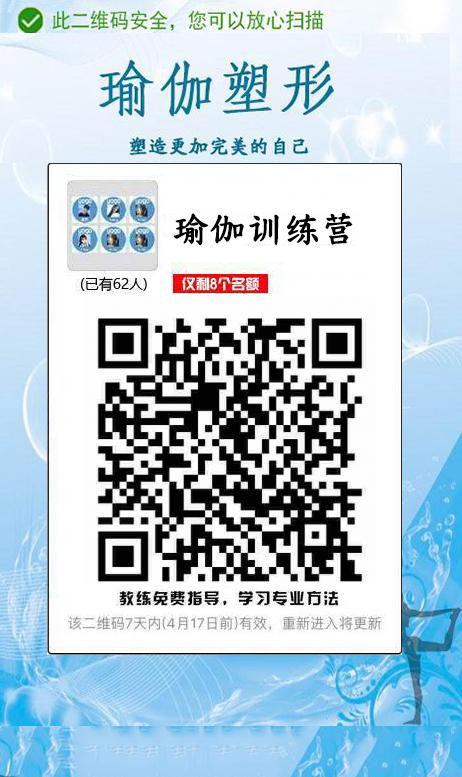 此二维码安全，您可以放心扫描
瑜伽塑形
塑造更加完美的自己
瑜伽训练营
(已有62人)
仅剩8个名额
教练免费指导，学习专业方法
该二维码7天内(4月17日前)有效，重新进入将更新